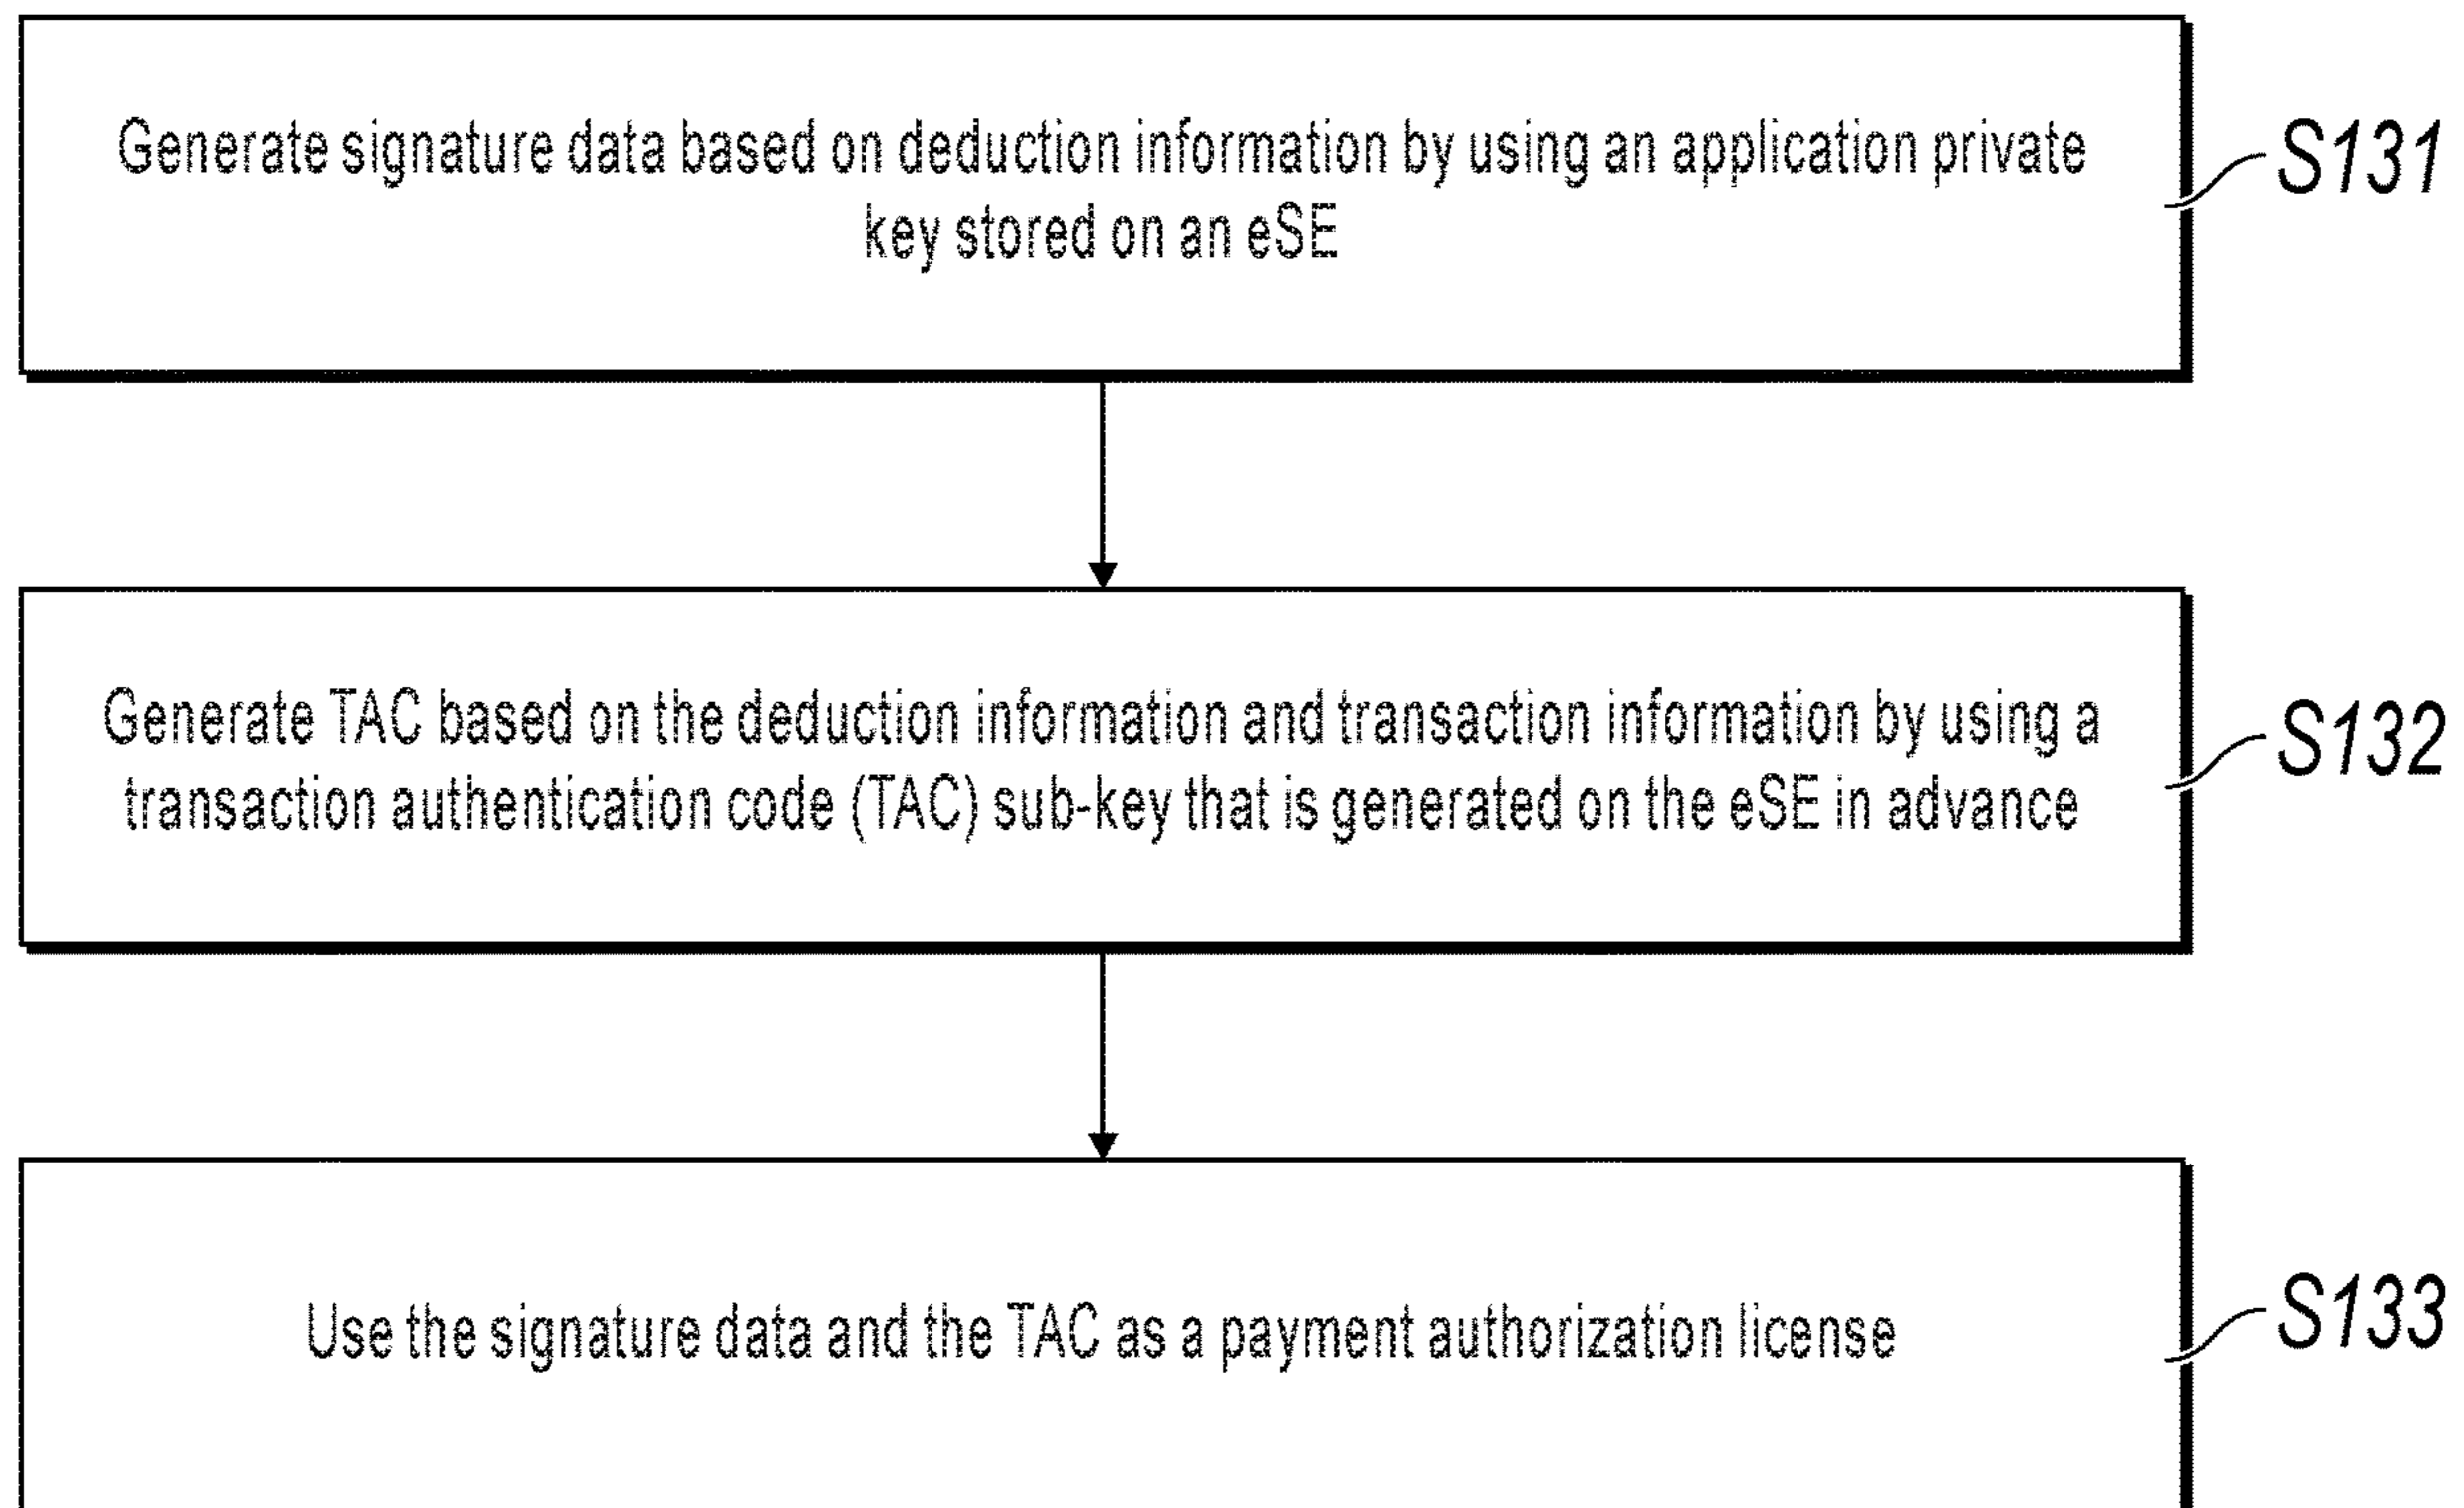 Generate signature data based on deduction information by using an application private
key stored on an eSE
S131
Generate TAC based on the deduction information and transaction information by using a
transaction authentication code (TAC) sub-key that is generated on the eSE in advance
S132
Use the signature data and the TAC as a payment authorization license
S133